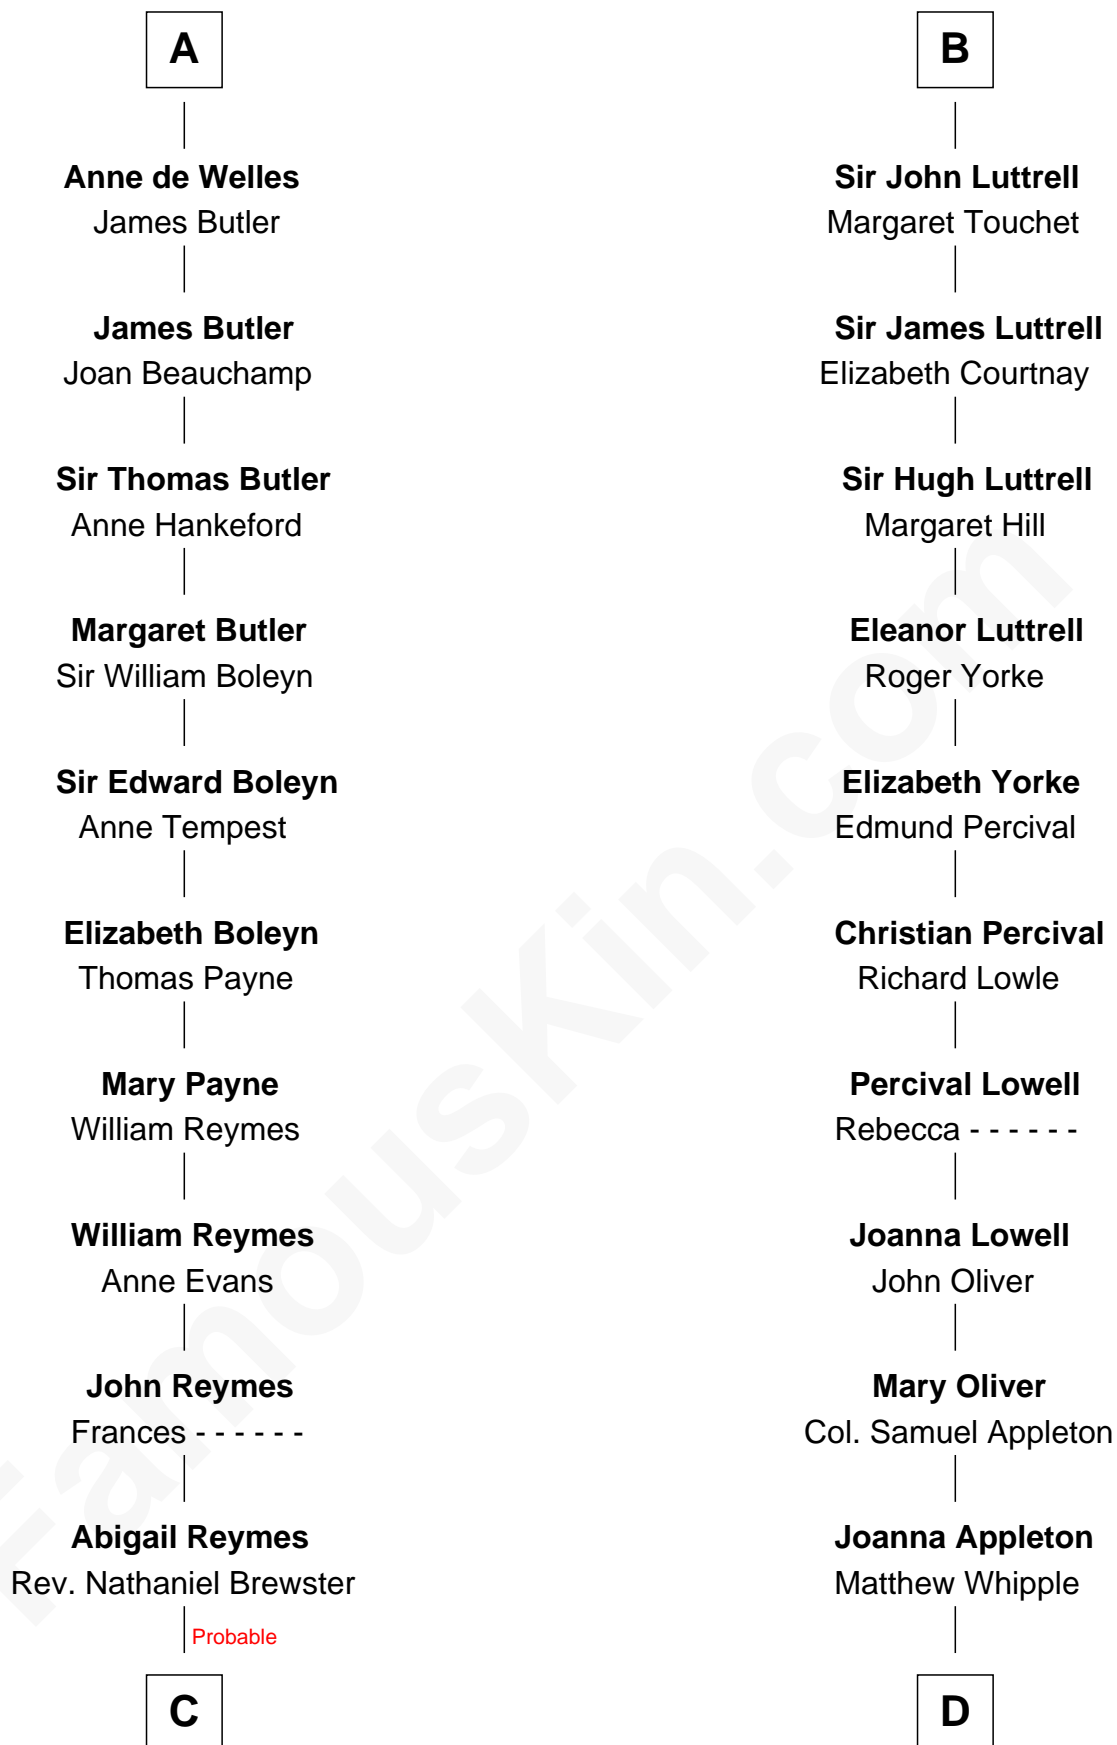 A
Anne de Welles
James Butler
James Butler
Joan Beauchamp
Sir Thomas Butler
Anne Hankeford
Margaret Butler
Sir William Boleyn
Sir Edward Boleyn
Anne Tempest
Elizabeth Boleyn
Thomas Payne
Mary Payne
William Reymes
William Reymes
Anne Evans
John Reymes
Frances - - - - - -
Abigail Reymes
Rev. Nathaniel Brewster
Probable
C
B
Sir John Luttrell
Margaret Touchet
Sir James Luttrell
Elizabeth Courtnay
Sir Hugh Luttrell
Margaret Hill
Eleanor Luttrell
Roger Yorke
Elizabeth Yorke
Edmund Percival
Christian Percival
Richard Lowle
Percival Lowell
Rebecca - - - - - -
Joanna Lowell
John Oliver
Mary Oliver
Col. Samuel Appleton
Joanna Appleton
Matthew Whipple
D
FamousKin.com